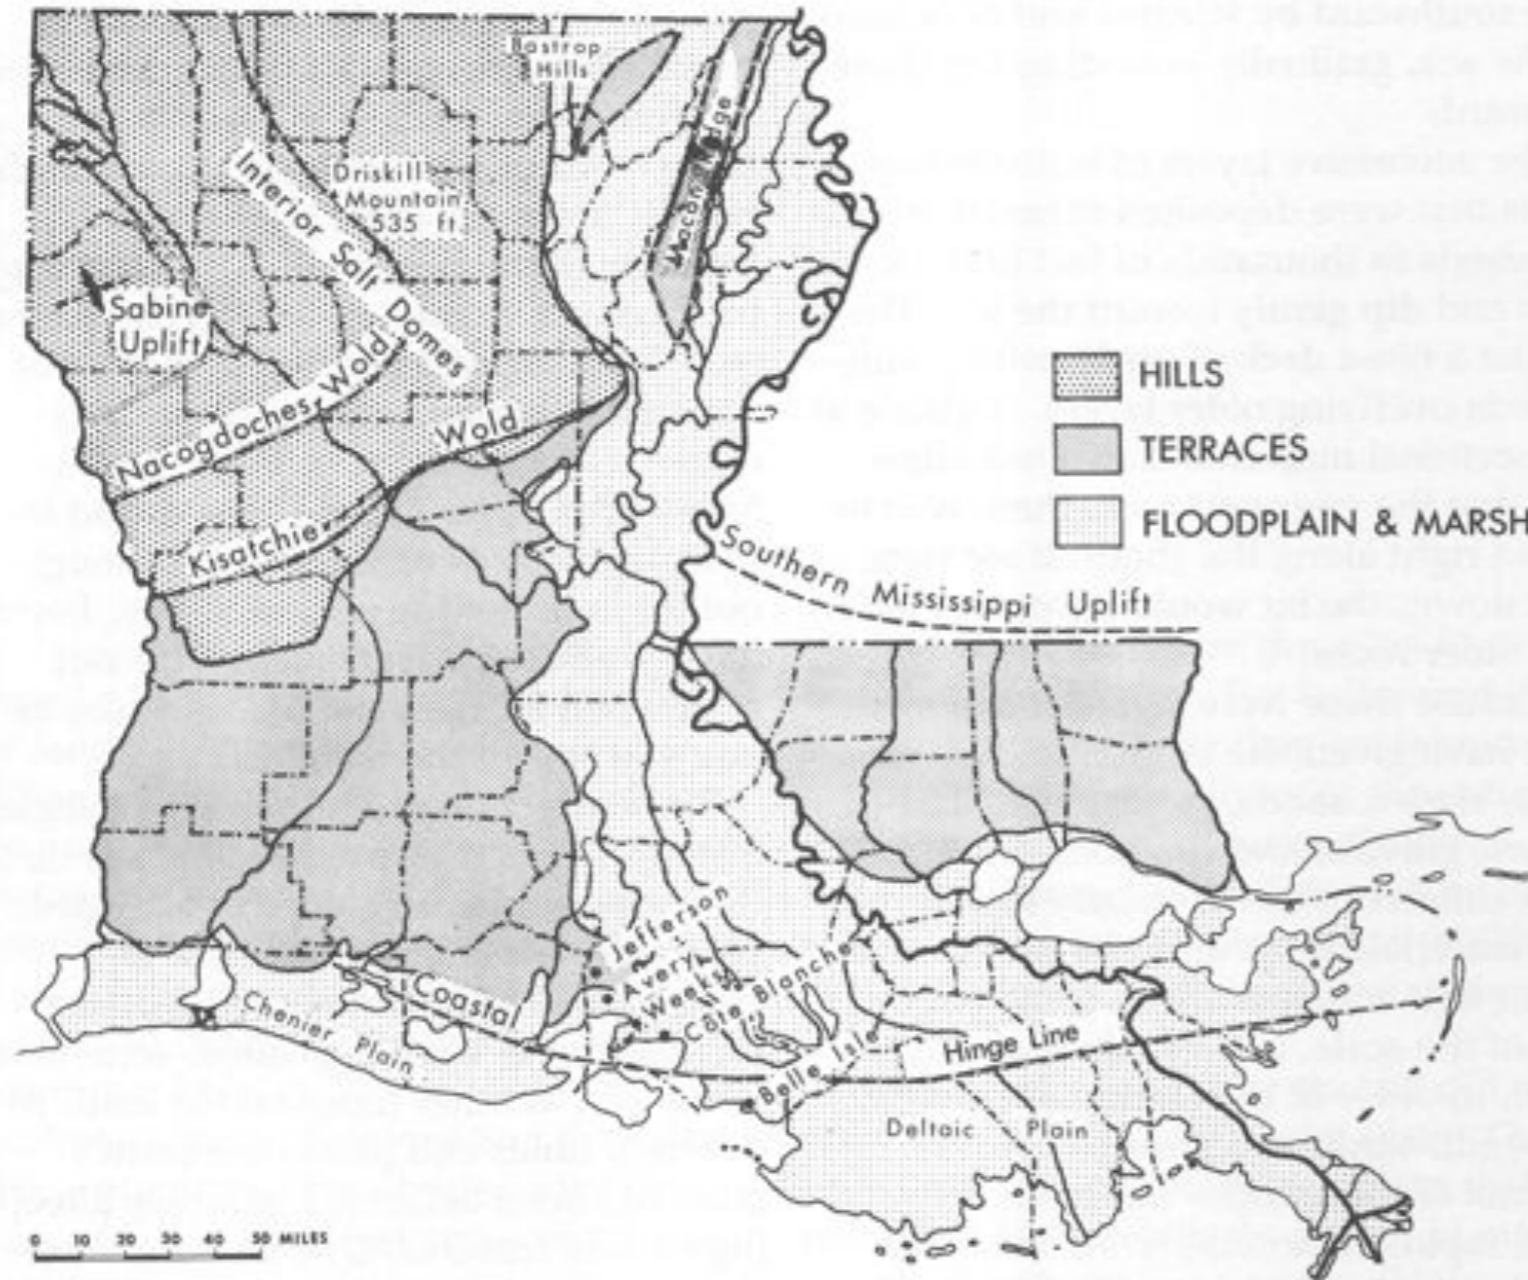 Bastrop
Hills
Macon Ridge
Driskill
Mountain
535 ft.
Interior Salt Domes
Sabine
Uplift
Nacogdoches Wold
Kisatchie Wold
HILLS
TERRACES
FLOODPLAIN & MARSH
Southern Mississippi Uplift
Jefferson
Avery
Weeks
Côte Blanche
Belle Isle
Coastal Hinge Line
Chenier Plain
Deltaic Plain
0 10 20 30 40 50 MILES